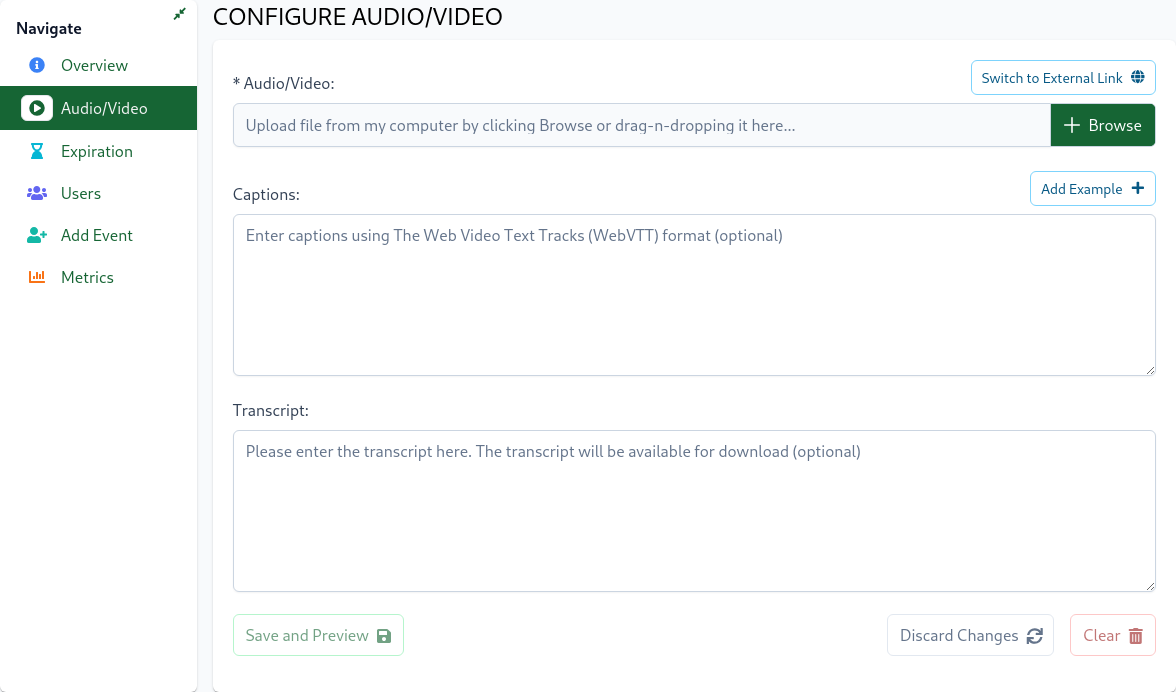 Navigate
Overview
Audio/Video
Expiration
Users
Add Event
Metrics
CONFIGURE AUDIO/VIDEO
* Audio/Video:
Switch to External Link
Upload file from my computer by clicking Browse or drag-n-dropping it here...
Browse
Captions:
Add Example
Enter captions using The Web Video Text Tracks (WebVTT) format (optional)
Transcript:
Please enter the transcript here. The transcript will be available for download (optional)
Save and Preview
Discard Changes
Clear